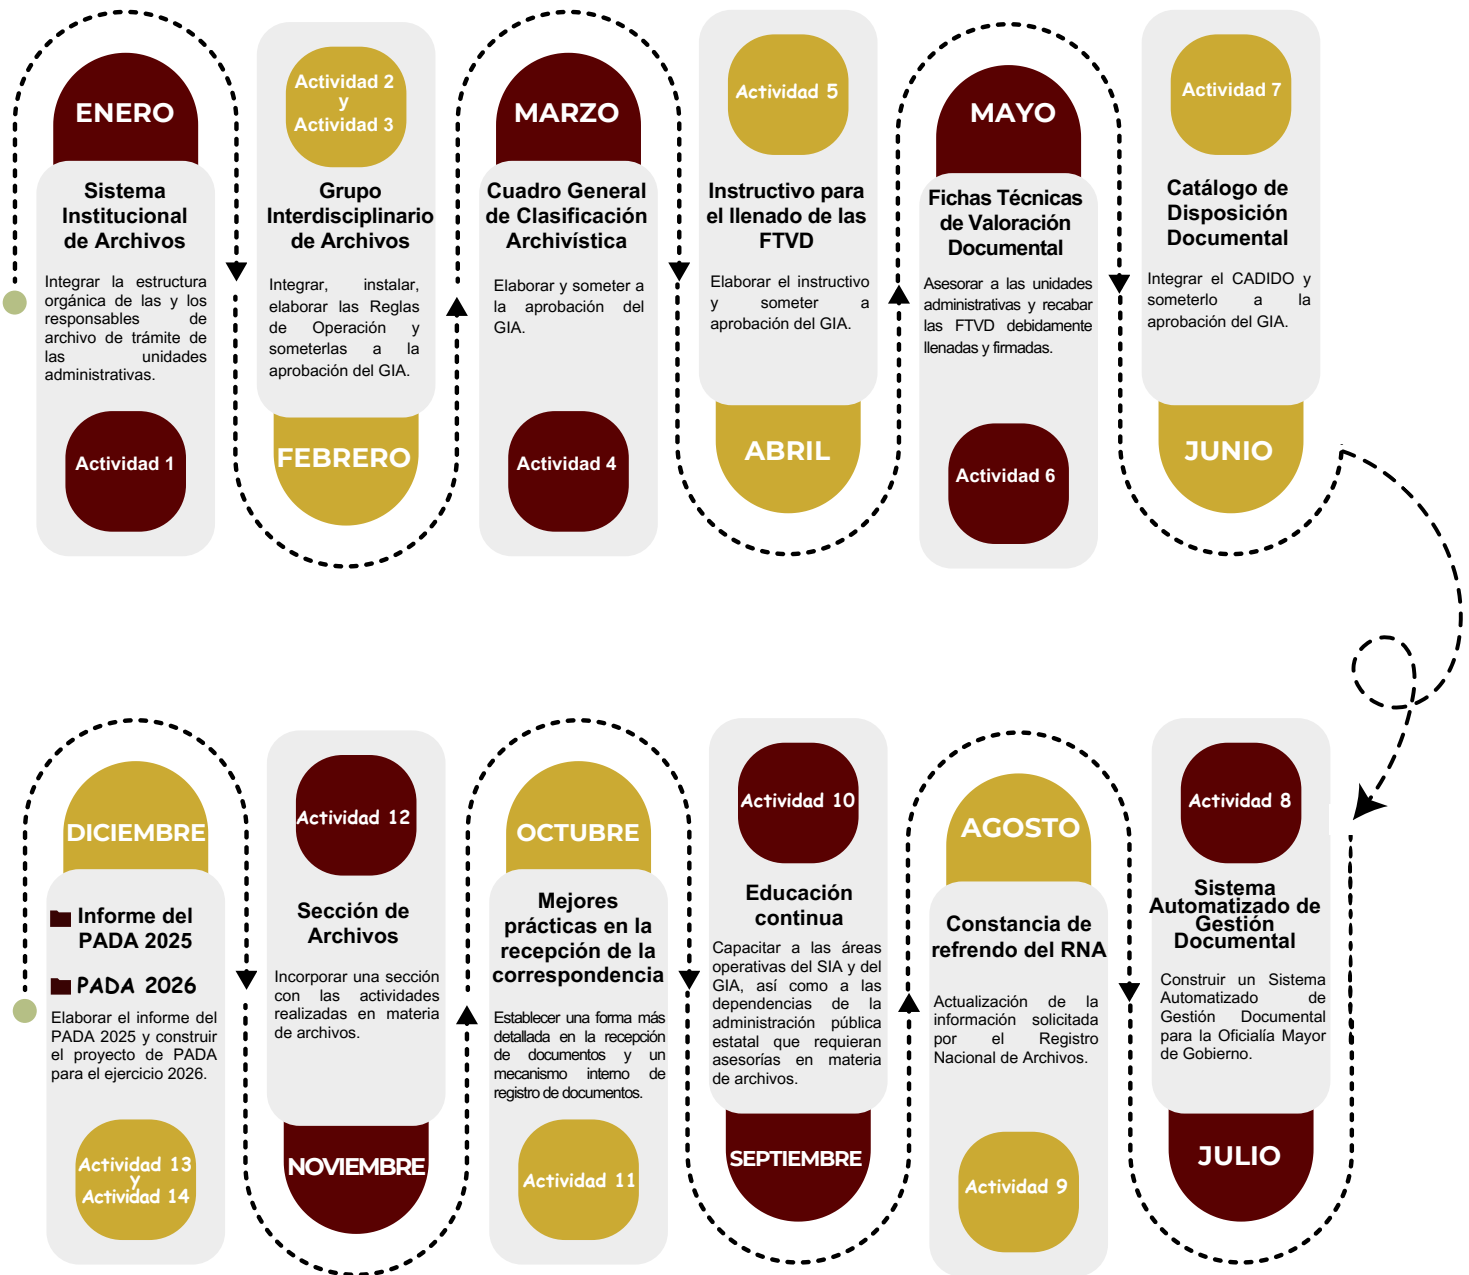 ENERO
Sistema
Institucional
de Archivos
Integrar la estructura
orgánica de las y los
responsables de
archivo de trámite de
las unidades
administrativas.
Actividad 1
Actividad 2
y
Actividad 3
Grupo
Interdisciplinario
de Archivos
Integrar, instalar,
elaborar las Reglas
de Operación y
someterlas a la
aprobación del GIA.
FEBRERO
MARZO
Cuadro General
de Clasificación
Archivística
Elaborar y someter a
la aprobación del
GIA.
Actividad 4
Actividad 5
Instructivo para
el llenado de las
FTVD
Elaborar el instructivo
y someter a
aprobación del GIA.
ABRIL
MAYO
Fichas Técnicas
de Valoración
Documental
Asesorar a las unidades
administrativas y recabar
las FTVD debidamente
llenadas y firmadas.
Actividad 6
Actividad 7
Catálogo de
Disposición
Documental
Integrar el CADIDO y
someterlo a la
aprobación del GIA.
JUNIO
Actividad 8
Sistema
Automatizado de
Gestión
Documental
Construir un Sistema
Automatizado de
Gestión Documental
para la Oficialía Mayor
de Gobierno.
JULIO
AGOSTO
Constancia de
refrendo del RNA
Actualización de la
información solicitada
por el Registro
Nacional de Archivos.
Actividad 9
Actividad 10
Educación
continua
Capacitar a las áreas
operativas del SIA y del
GIA, así como a las
dependencias de la
administración pública
estatal que requieran
asesorías en materia
de archivos.
SEPTIEMBRE
OCTUBRE
Mejores
prácticas en la
recepción de la
correspondencia
Establecer una forma más
detallada en la recepción
de documentos y un
mecanismo interno de
registro de documentos.
Actividad 11
Actividad 12
Sección de
Archivos
Incorporar una sección
con las actividades
realizadas en materia
de archivos.
NOVIEMBRE
DICIEMBRE
Informe del
PADA 2025
PADA 2026
Elaborar el informe del
PADA 2025 y construir
el proyecto de PADA
para el ejercicio 2026.
Actividad 13
y
Actividad 14